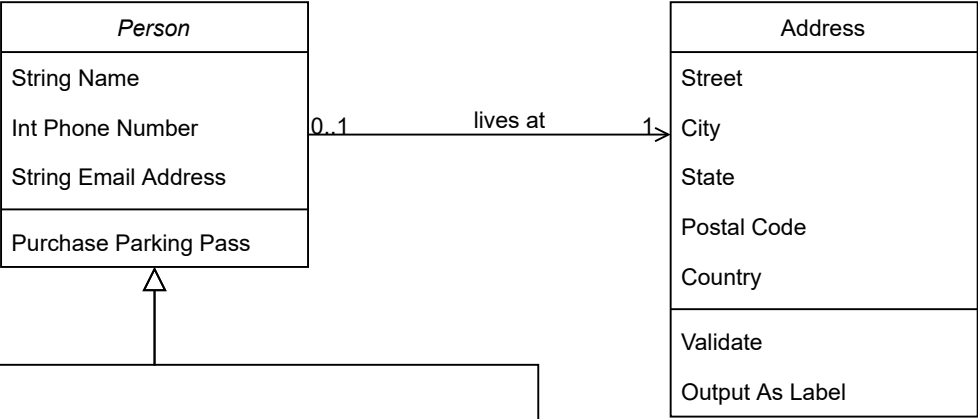 Person
String Name
Int Phone Number
String Email Address
Purchase Parking Pass
0..1
lives at
1
Address
Street
City
State
Postal Code
Country
Validate
Output As Label